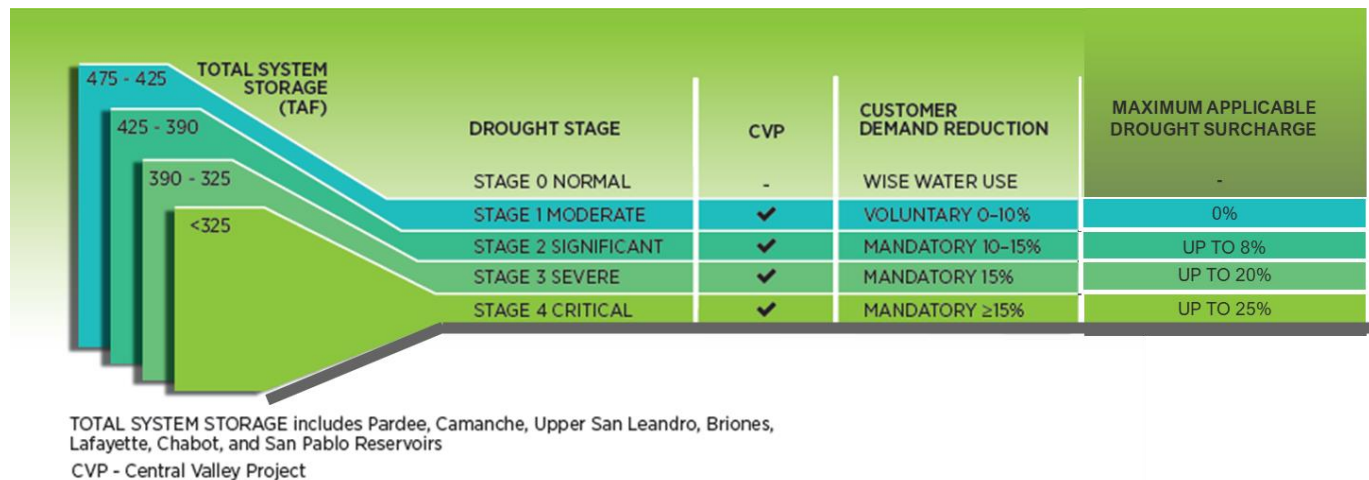 TOTAL SYSTEM
STORAGE
(TAF)
475 - 425
425 - 390
390 - 325
<325
DROUGHT STAGE
CVP
CUSTOMER
DEMAND REDUCTION
MAXIMUM APPLICABLE
DROUGHT SURCHARGE
STAGE 0 NORMAL - WISE WATER USE -
STAGE 1 MODERATE ✔ VOLUNTARY 0–10% 0%
STAGE 2 SIGNIFICANT ✔ MANDATORY 10–15% UP TO 8%
STAGE 3 SEVERE ✔ MANDATORY 15% UP TO 20%
STAGE 4 CRITICAL ✔ MANDATORY ≥15% UP TO 25%
TOTAL SYSTEM STORAGE includes Pardee, Camanche, Upper San Leandro, Briones,
Lafayette, Chabot, and San Pablo Reservoirs
CVP - Central Valley Project